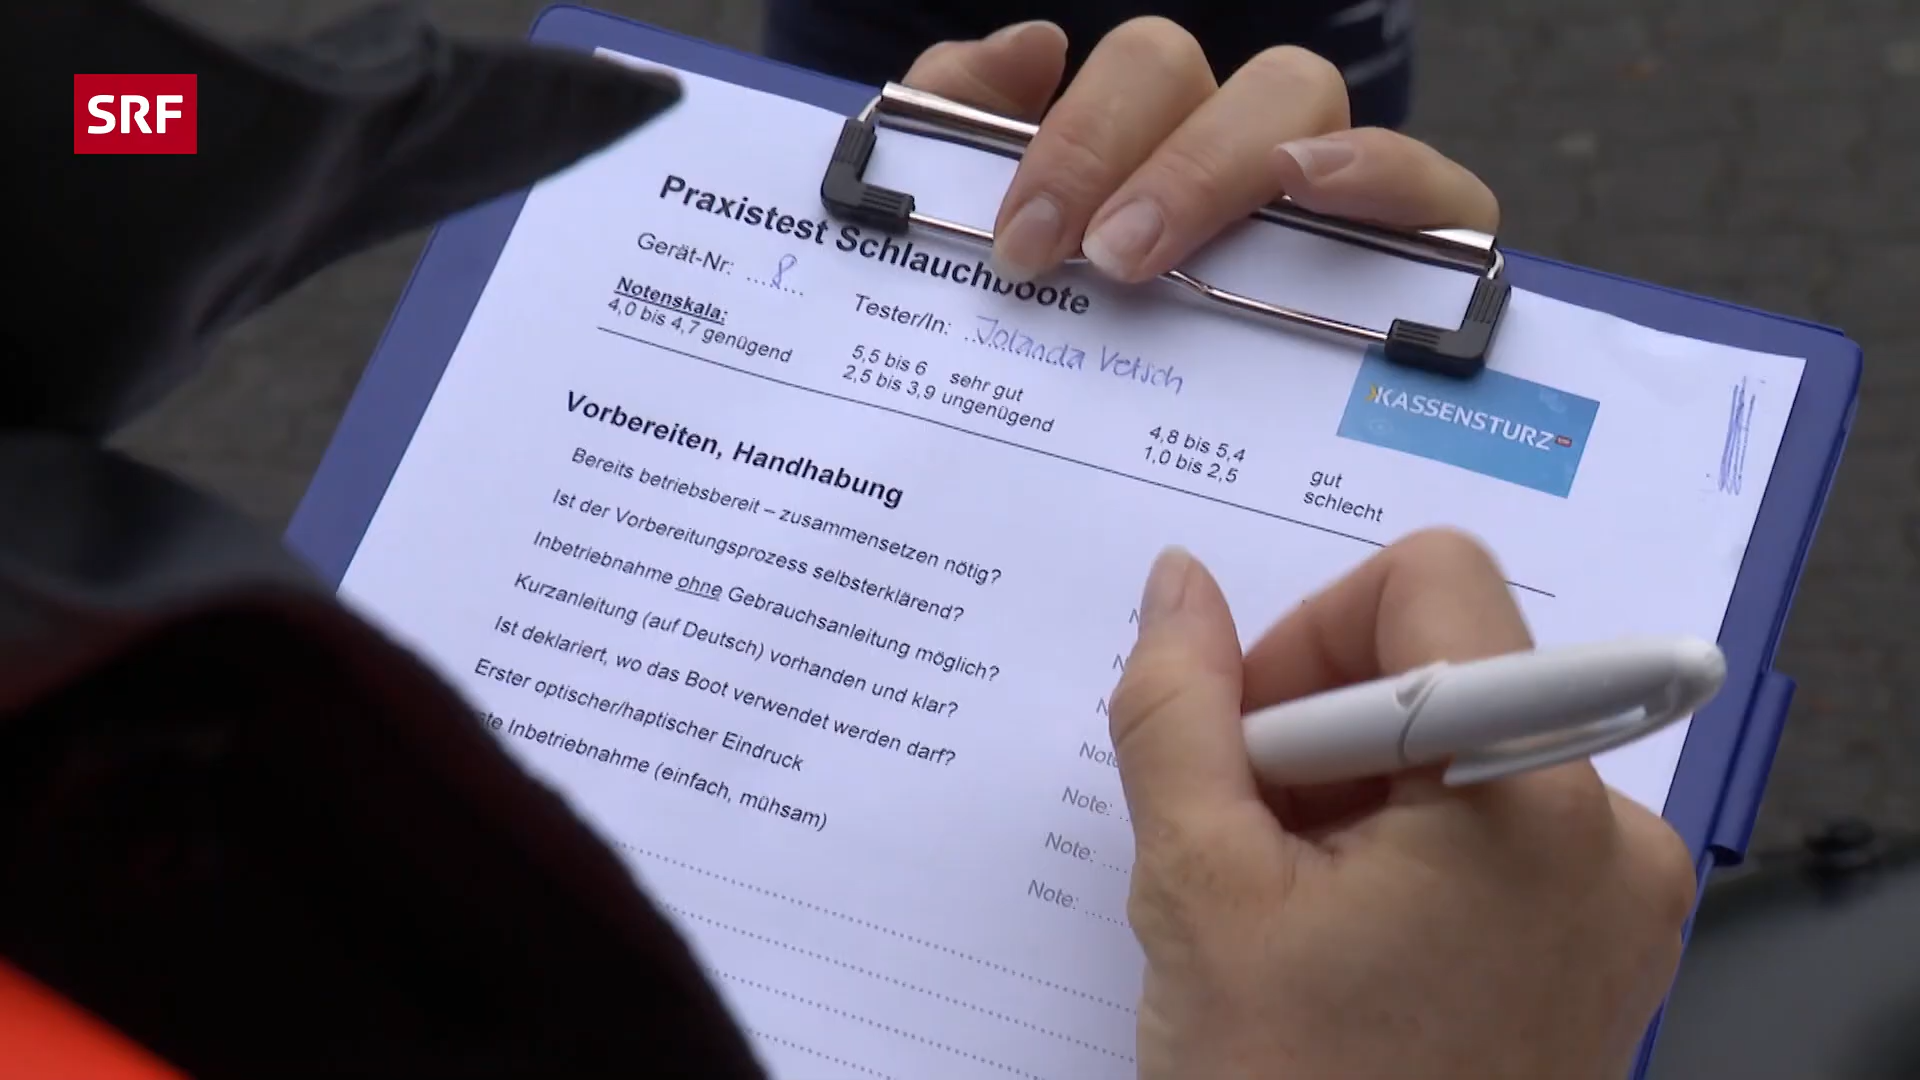 SRF
Praxistest Schlauchboote
Gerät-Nr: ....8....
Tester/In: ..Jolanda Vetsch
Notenskala:
5,5 bis 6 sehr gut
4,8 bis 5,4 gut
4,0 bis 4,7 genügend
2,5 bis 3,9 ungenügend
1,0 bis 2,5 schlecht
KASSENSTURZ
Vorbereiten, Handhabung
Bereits betriebsbereit – zusammensetzen nötig?
Ist der Vorbereitungsprozess selbsterklärend?
Inbetriebnahme ohne Gebrauchsanleitung möglich?
Kurzanleitung (auf Deutsch) vorhanden und klar?
Ist deklariert, wo das Boot verwendet werden darf?
Note:
Erster optischer/haptischer Eindruck
Note:
Inbetriebnahme (einfach, mühsam)
Note: